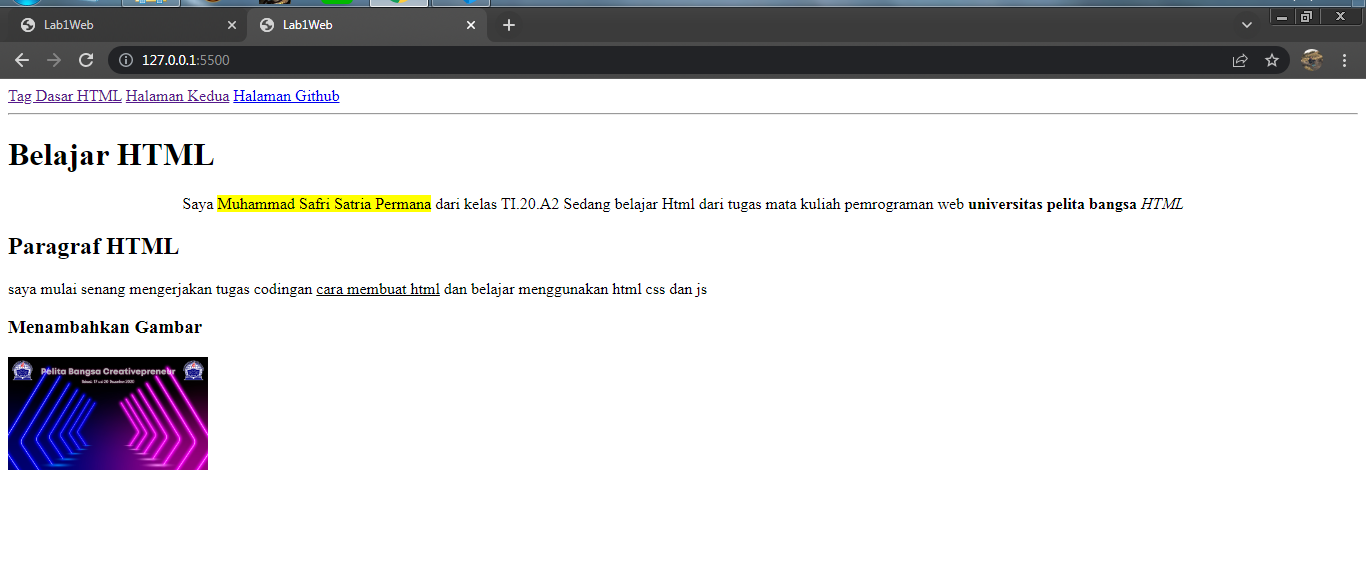 Lab1Web
Lab1Web
127.0.0.1:5500
Tag Dasar HTML Halaman Kedua Halaman Github
Belajar HTML
Saya Muhammad Safri Satria Permana dari kelas TI.20.A2 Sedang belajar Html dari tugas mata kuliah pemrograman web universitas pelita bangsa HTML
Paragraf HTML
saya mulai senang mengerjakan tugas codingan cara membuat html dan belajar menggunakan html css dan js
Menambahkan Gambar
Pelita Bangsa Creativepreneur